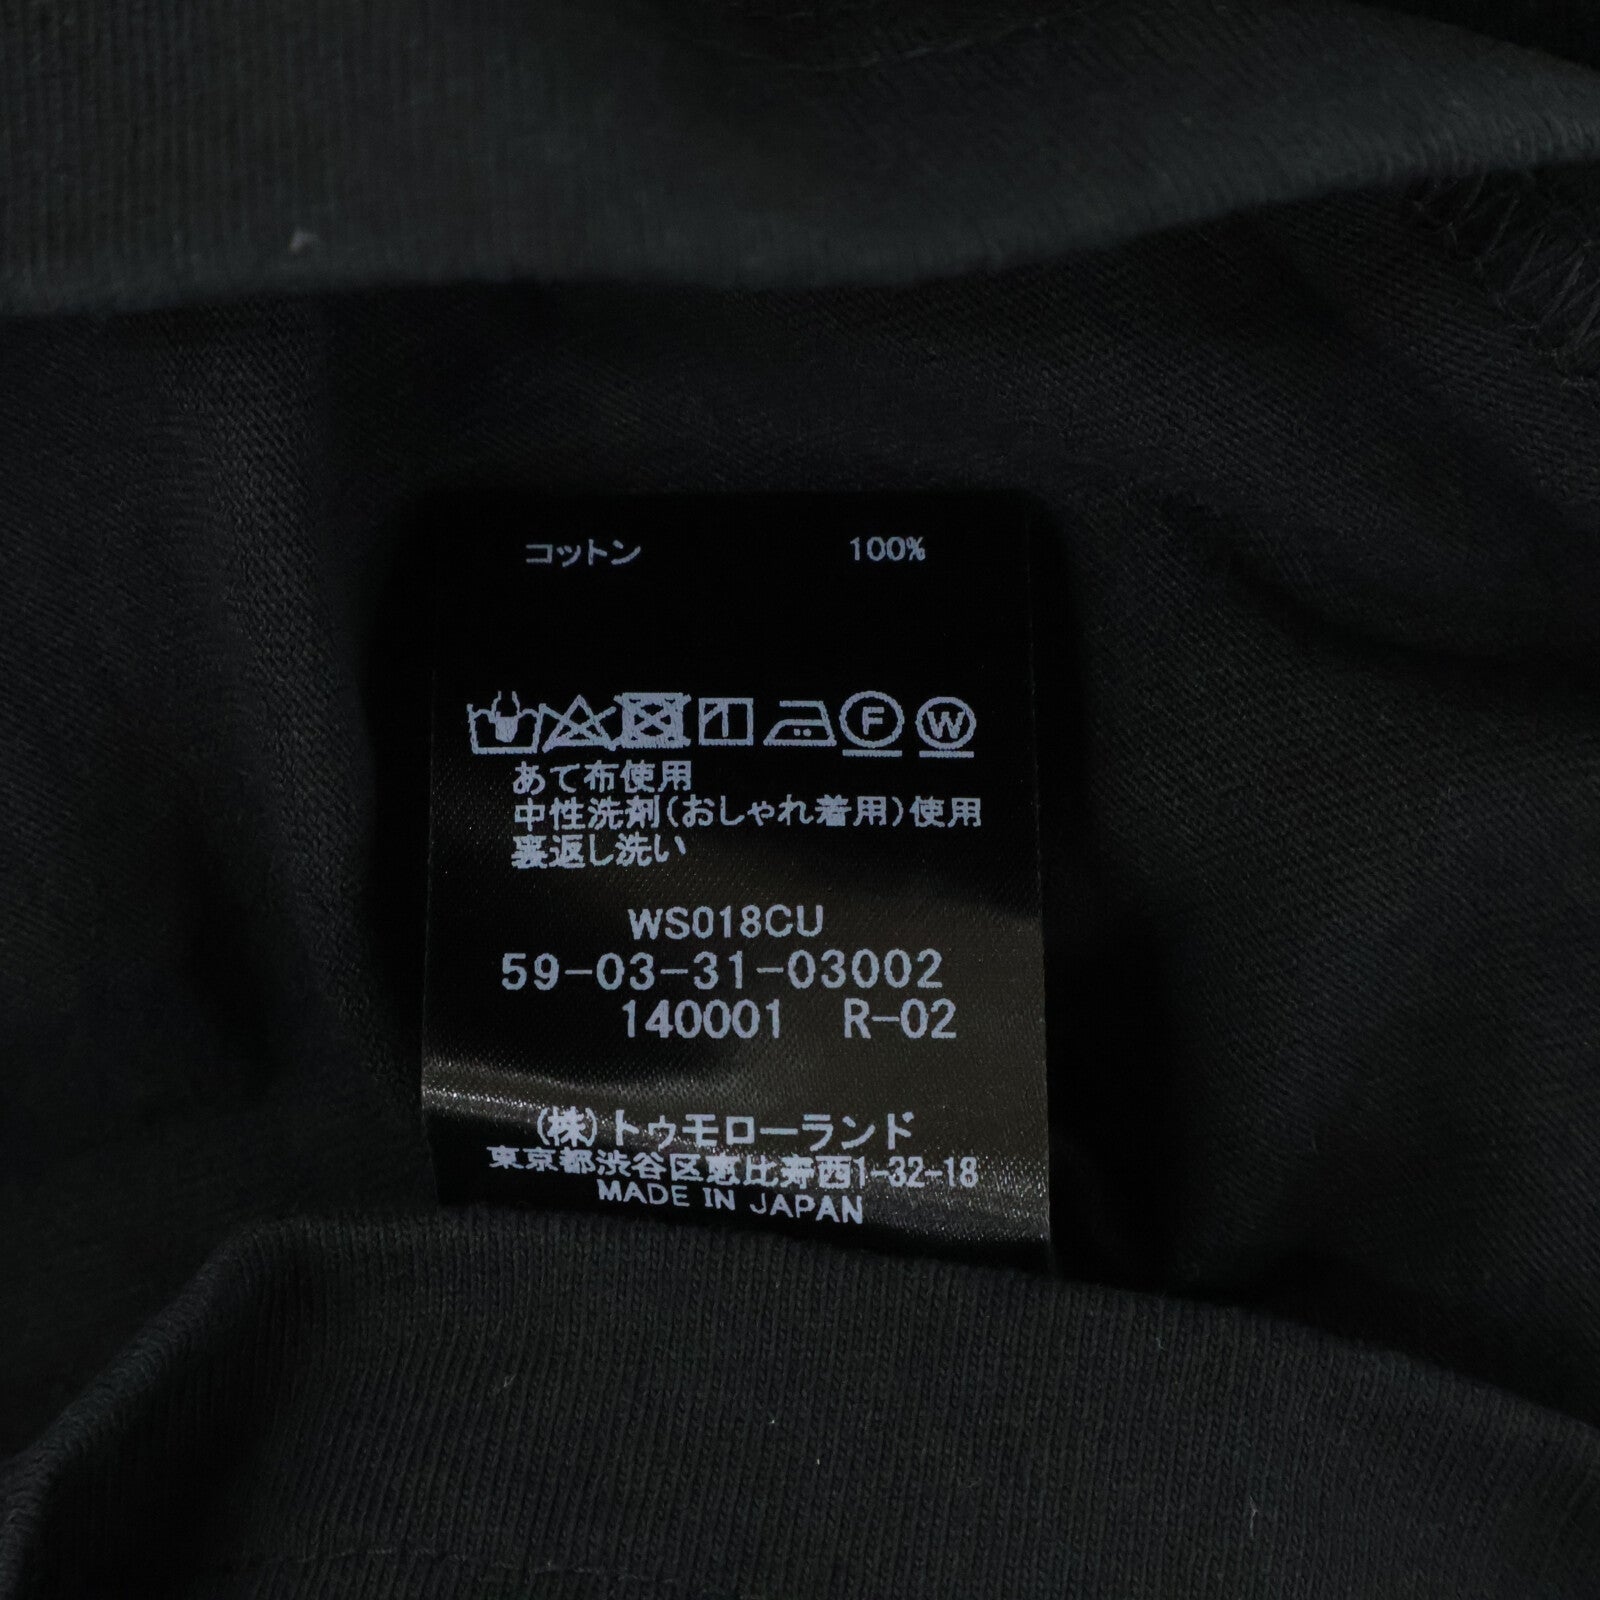 コットン 100%
F W
あて布使用
中性洗剤(おしゃれ着用)使用
裏返し洗い
WS018CU
59-03-31-03002
140001 R-02
(株)トゥモローランド
東京都渋谷区恵比寿西1-32-18
MADE IN JAPAN